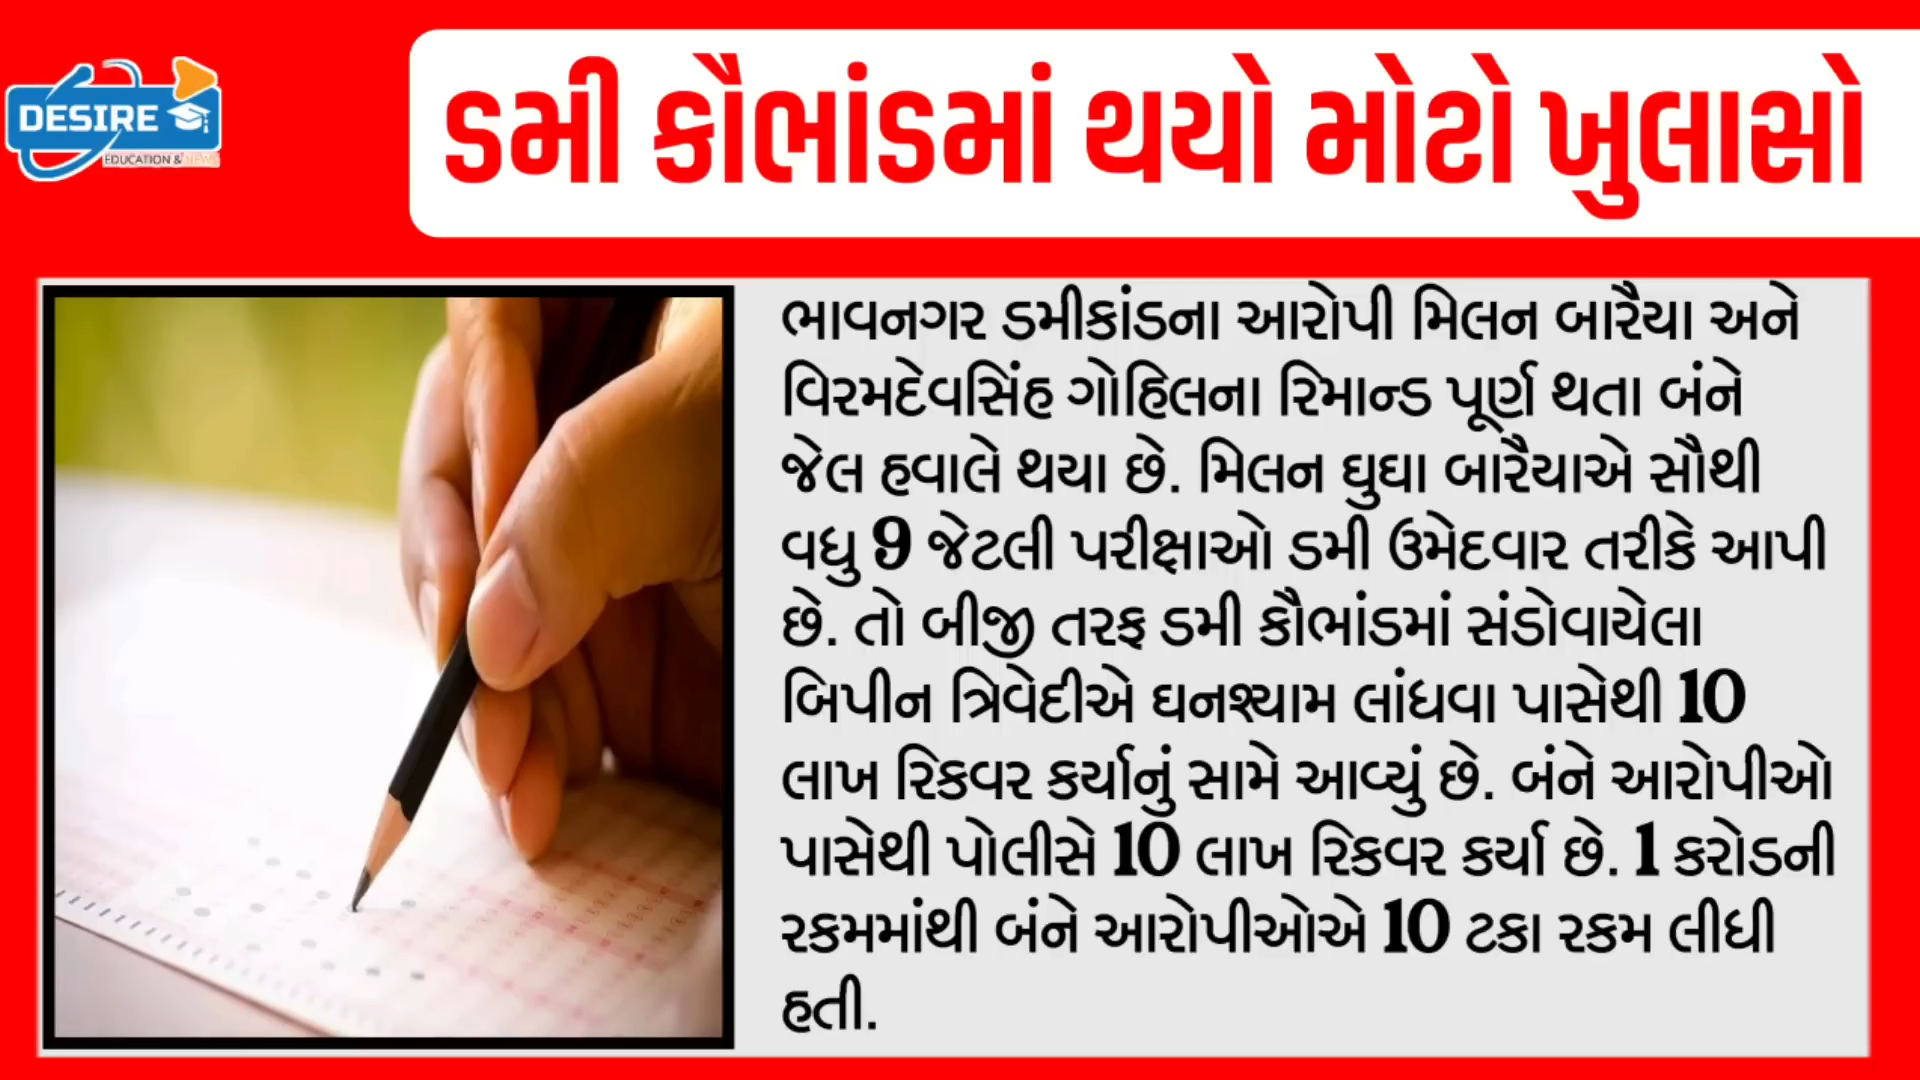 DESIRE
EDUCATION & NEWS
ડમી કૌભાંડમાં થયો મોટો ખુલાસો
ભાવનગર ડમીકાંડના આરોપી મિલન બારૈયા અને
વિરમદેવસિંહ ગોહિલના રિમાન્ડ પૂર્ણ થતા બંને
જેલ હવાલે થયા છે. મિલન ઘુઘા બારૈયાએ સૌથી
વધુ 9 જેટલી પરીક્ષાઓ ડમી ઉમેદવાર તરીકે આપી
છે. તો બીજી તરફ ડમી કૌભાંડમાં સંડોવાયેલા
બિપીન ત્રિવેદીએ ઘનશ્યામ લાંધવા પાસેથી 10
લાખ રિકવર કર્યાનું સામે આવ્યું છે. બંને આરોપીઓ
પાસેથી પોલીસે 10 લાખ રિકવર કર્યા છે. 1 કરોડની
રકમમાંથી બંને આરોપીઓએ 10 ટકા રકમ લીધી
હતી.